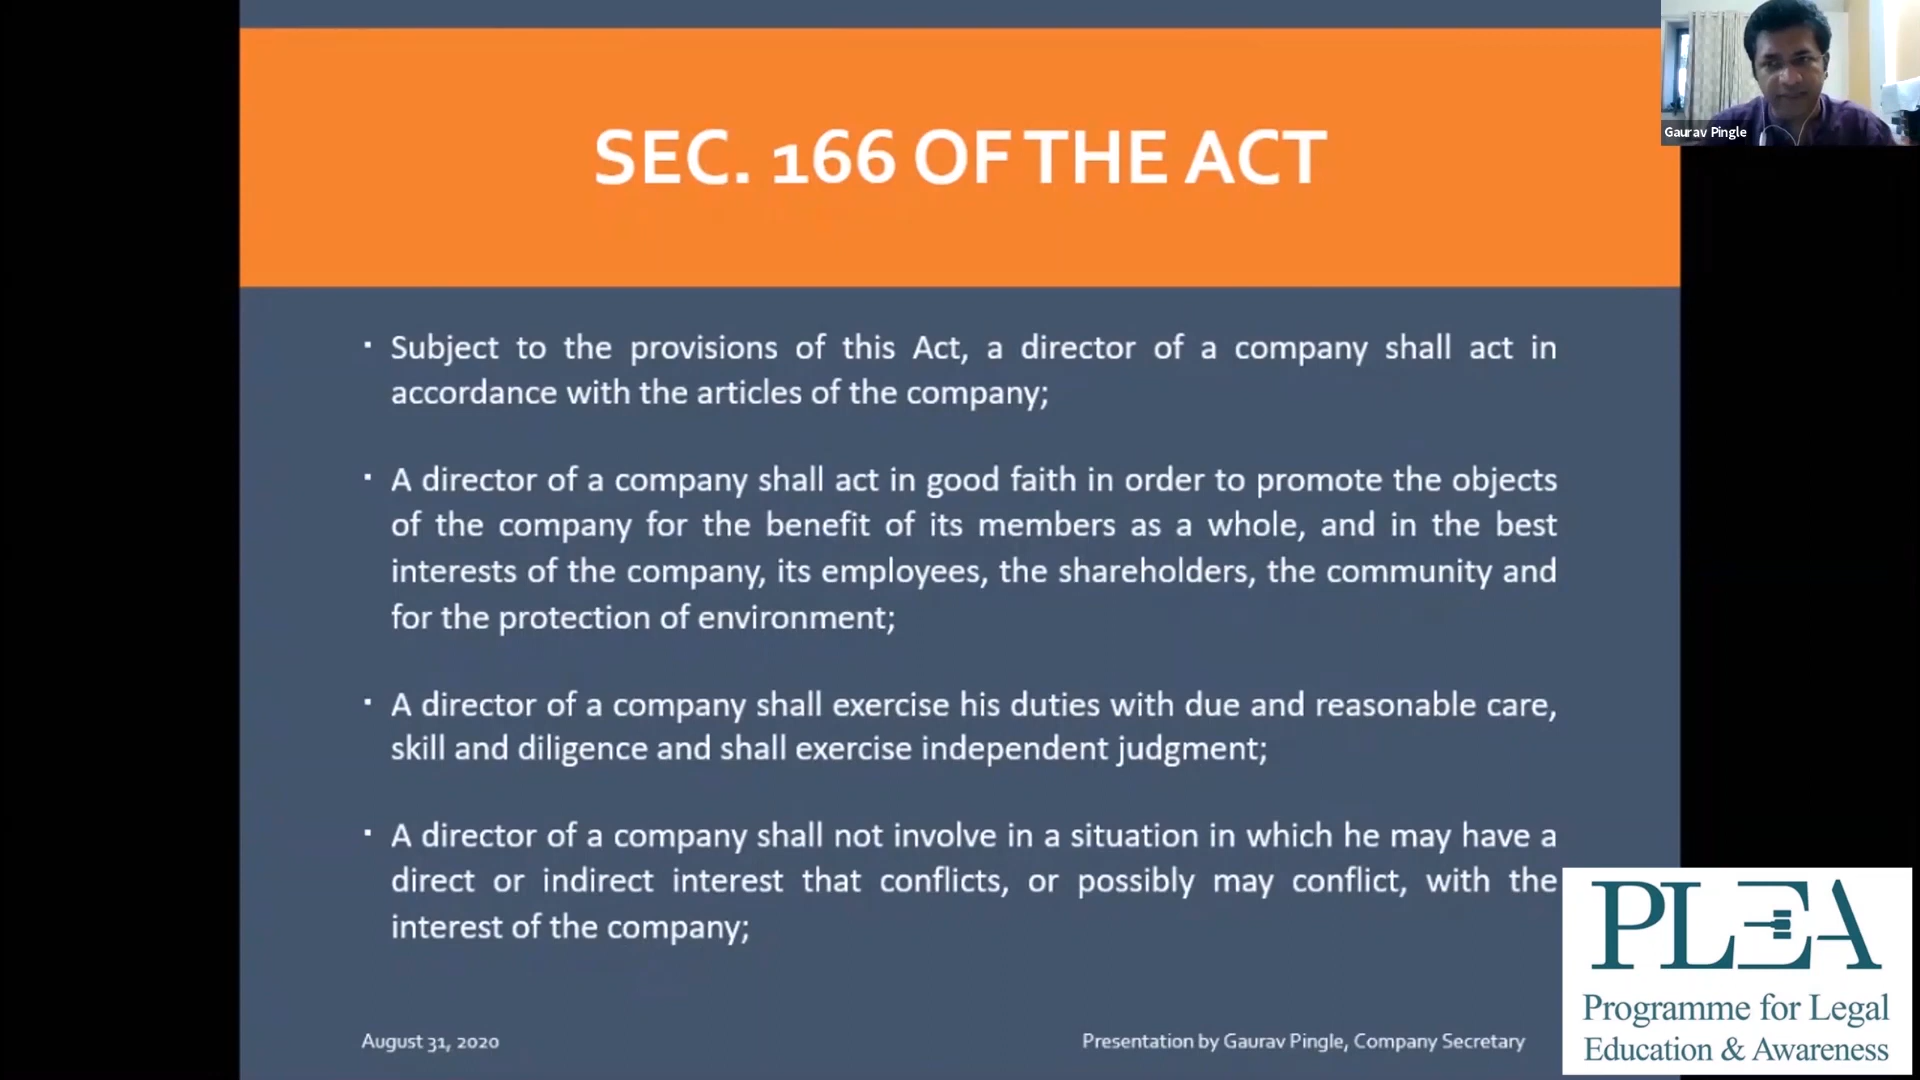 SEC. 166 OF THE ACT
Gaurav Pingle
▪ Subject to the provisions of this Act, a director of a company shall act in
accordance with the articles of the company;
▪ A director of a company shall act in good faith in order to promote the objects
of the company for the benefit of its members as a whole, and in the best
interests of the company, its employees, the shareholders, the community and
for the protection of environment;
▪ A director of a company shall exercise his duties with due and reasonable care,
skill and diligence and shall exercise independent judgment;
▪ A director of a company shall not involve in a situation in which he may have a
direct or indirect interest that conflicts, or possibly may conflict, with the
interest of the company;
August 31, 2020
Presentation by Gaurav Pingle, Company Secretary
PLEA
Programme for Legal
Education & Awareness